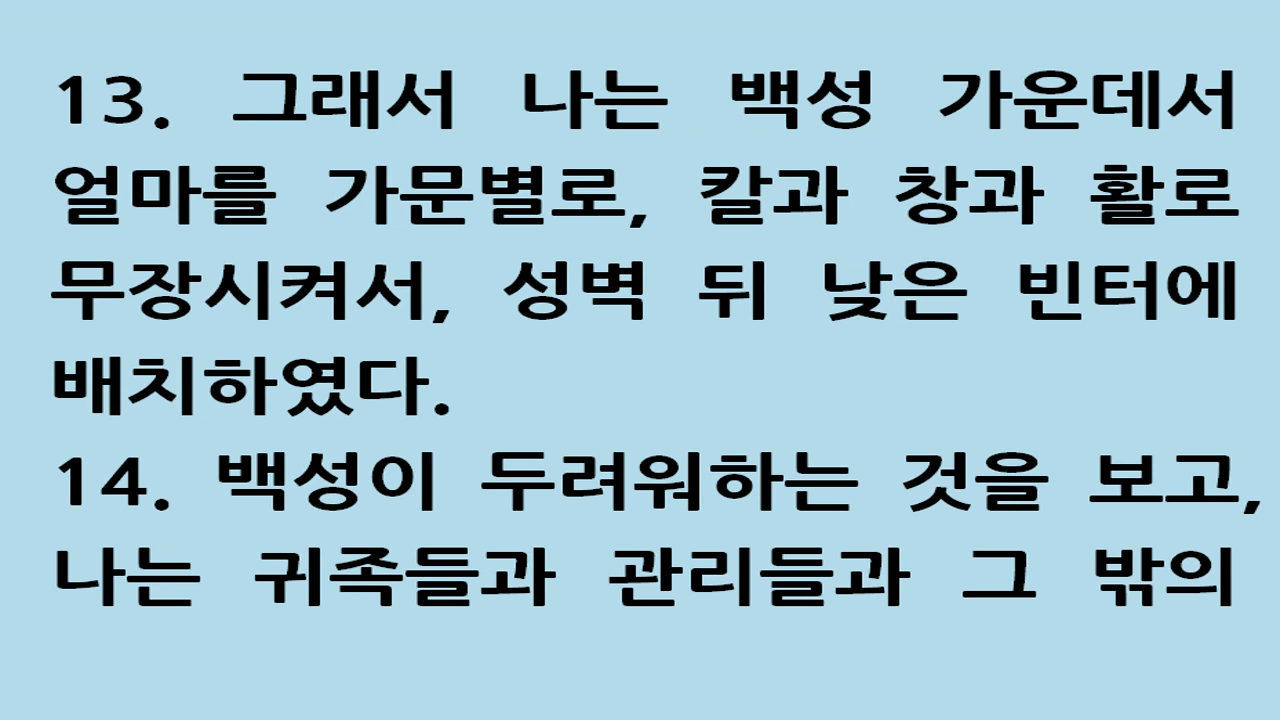 13. 그래서 나는 백성 가운데서
얼마를 가문별로, 칼과 창과 활로
무장시켜서, 성벽 뒤 낮은 빈터에
배치하였다.
14. 백성이 두려워하는 것을 보고,
나는 귀족들과 관리들과 그 밖의